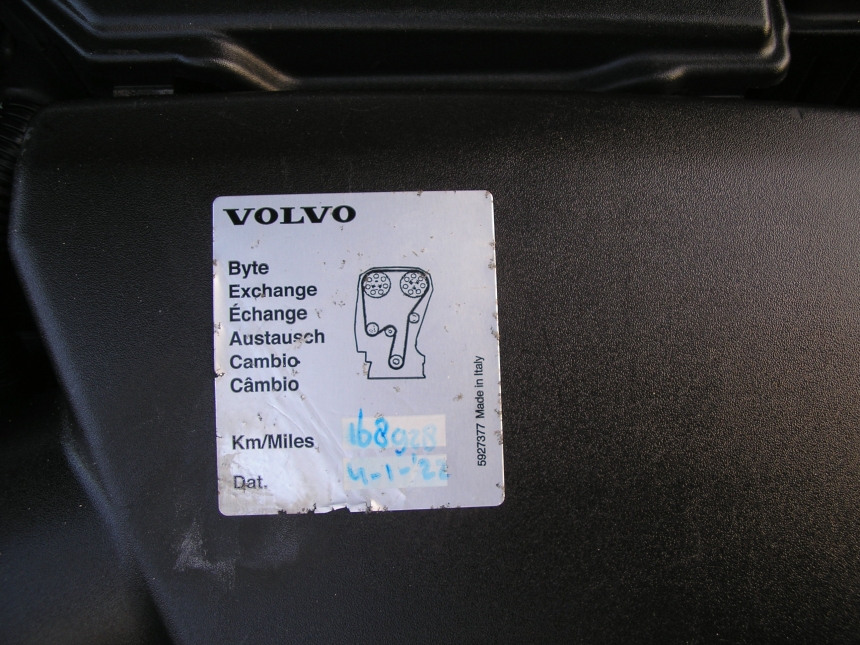 VOLVO
Byte
Exchange
Échange
Austausch
Cambio
Câmbio
Km/Miles 168928
Dat. 4-1-'22
5927377 Made in Italy